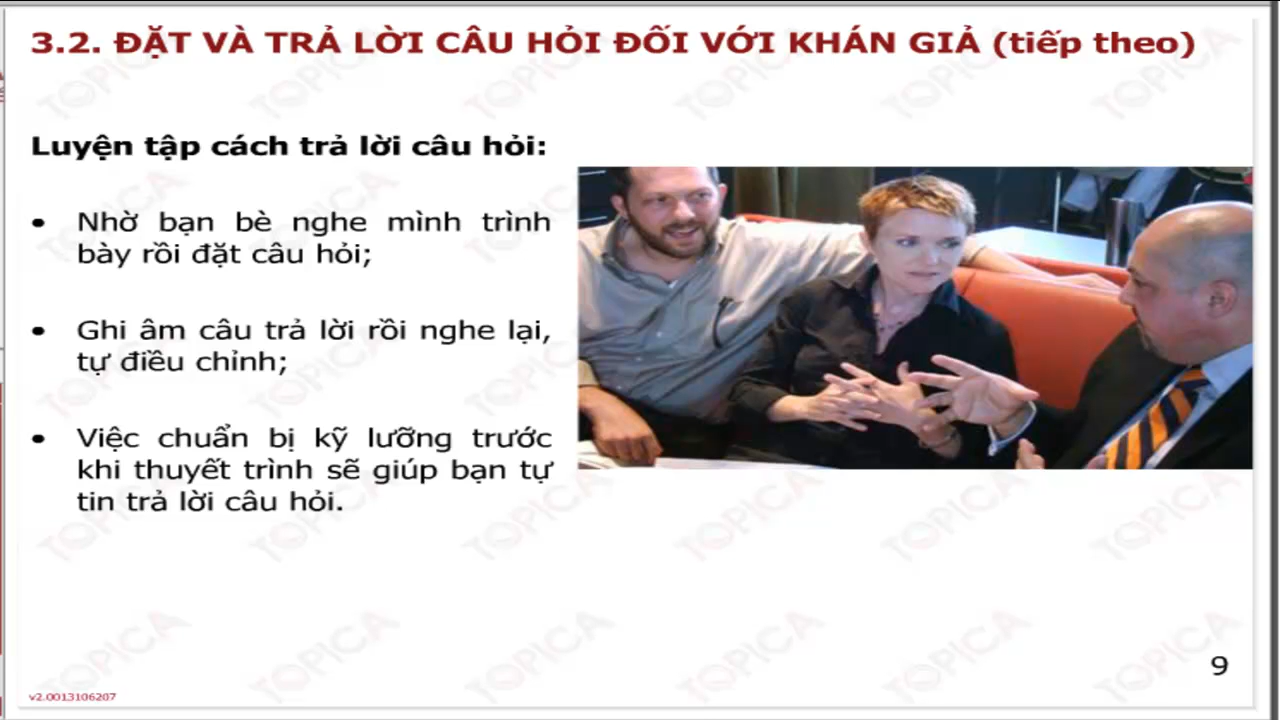 3.2. ĐẶT VÀ TRẢ LỜI CÂU HỎI ĐỐI VỚI KHÁN GIẢ (tiếp theo)
Luyện tập cách trả lời câu hỏi:
• Nhờ bạn bè nghe mình trình
bày rồi đặt câu hỏi;
• Ghi âm câu trả lời rồi nghe lại,
tự điều chỉnh;
• Việc chuẩn bị kỹ lưỡng trước
khi thuyết trình sẽ giúp bạn tự
tin trả lời câu hỏi.
9
v2.0013106207
TOPICA